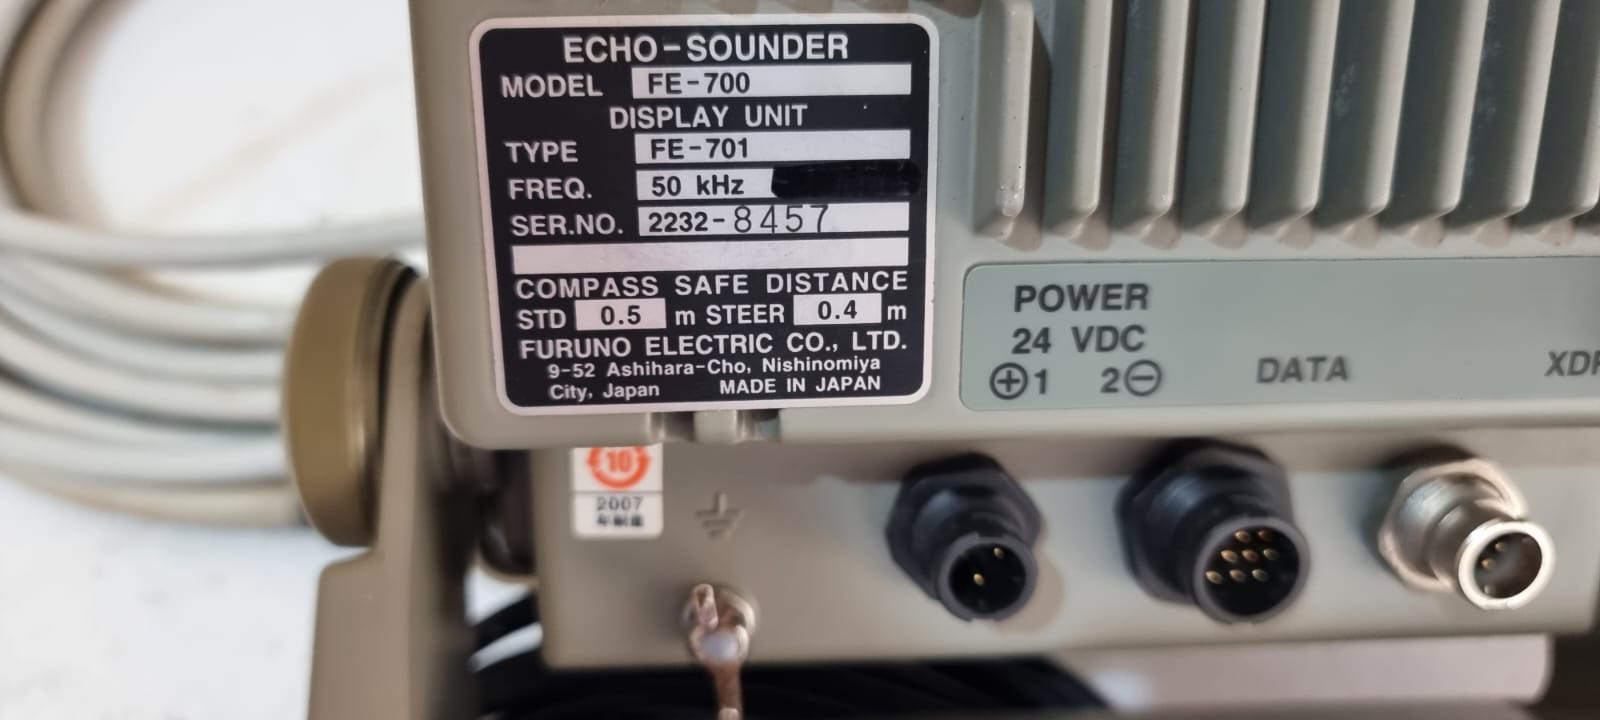 ECHO-SOUNDER
MODEL FE-700
DISPLAY UNIT
TYPE FE-701
FREQ. 50 kHz
SER.NO. 2232-8457
COMPASS SAFE DISTANCE
STD 0.5 m STEER 0.4 m
FURUNO ELECTRIC CO., LTD.
9-52 Ashihara-Cho, Nishinomiya
City, Japan MADE IN JAPAN
POWER
24 VDC
⊕1 2⊖
DATA
XDR
10
2007
年制造